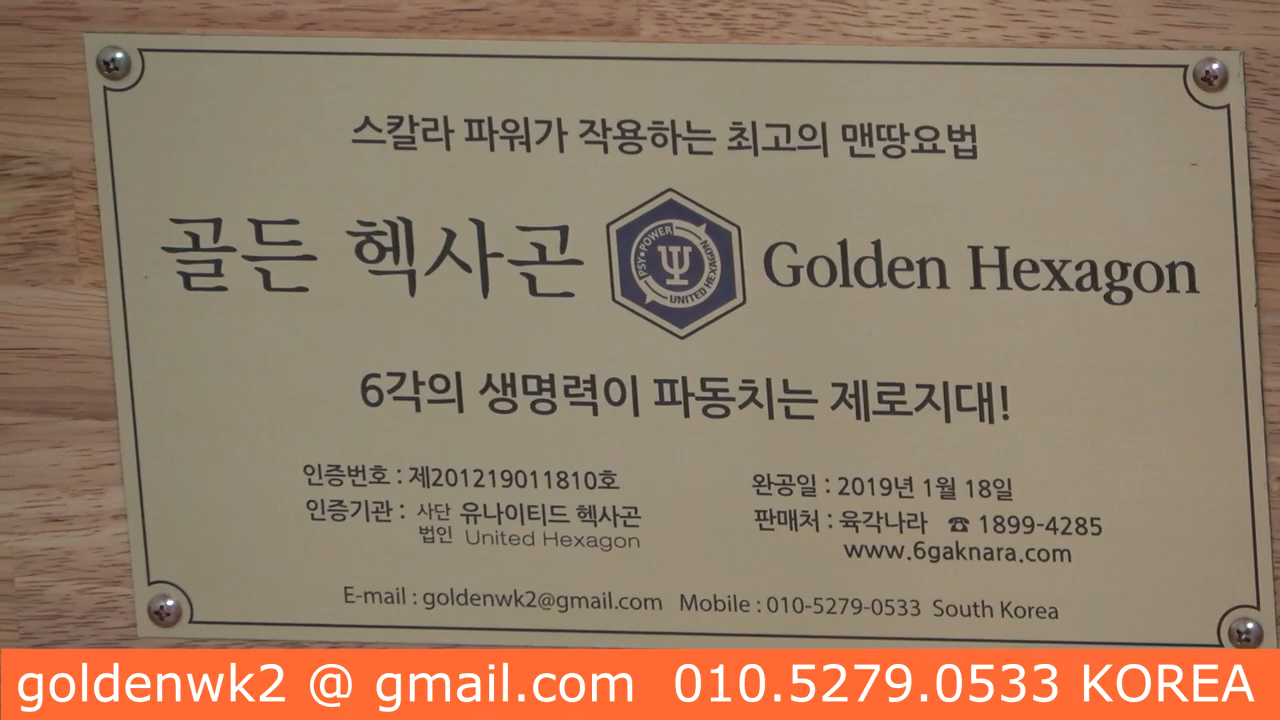 스칼라 파워가 작용하는 최고의 맨땅요법
골든 헥사곤
PSY•POWER UNITED HEXAGON
Ψ
Golden Hexagon
6각의 생명력이 파동치는 제로지대!
인증번호 : 제201219011810호
인증기관 : 사단법인 유나이티드 헥사곤
United Hexagon
완공일 : 2019년 1월 18일
판매처 : 육각나라 ☎ 1899-4285
www.6gaknara.com
E-mail : goldenwk2@gmail.com Mobile : 010-5279-0533 South Korea
goldenwk2 @ gmail.com 010.5279.0533 KOREA